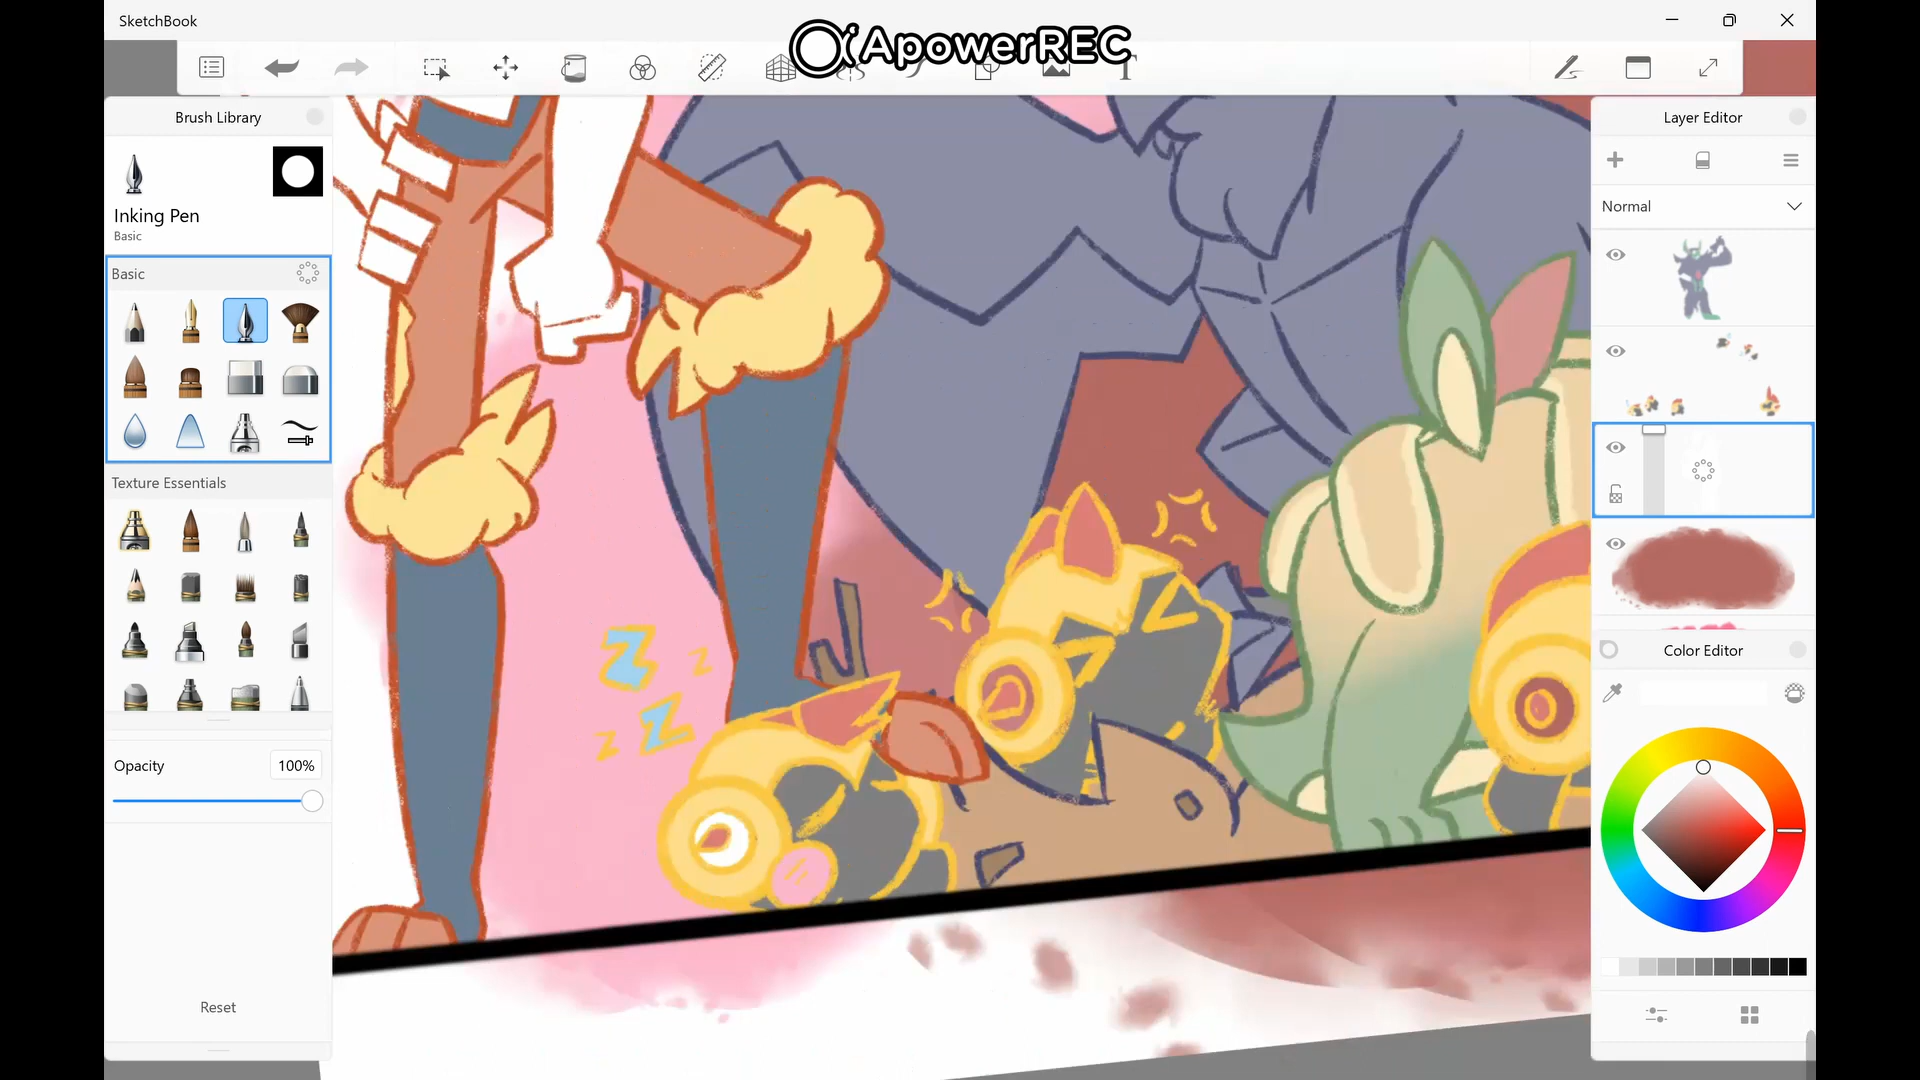 SketchBook
ApowerREC
T
Brush Library
Inking Pen
Basic
Basic
Texture Essentials
Opacity
100%
Reset
Layer Editor
Normal
Color Editor
Z
z
Z
z